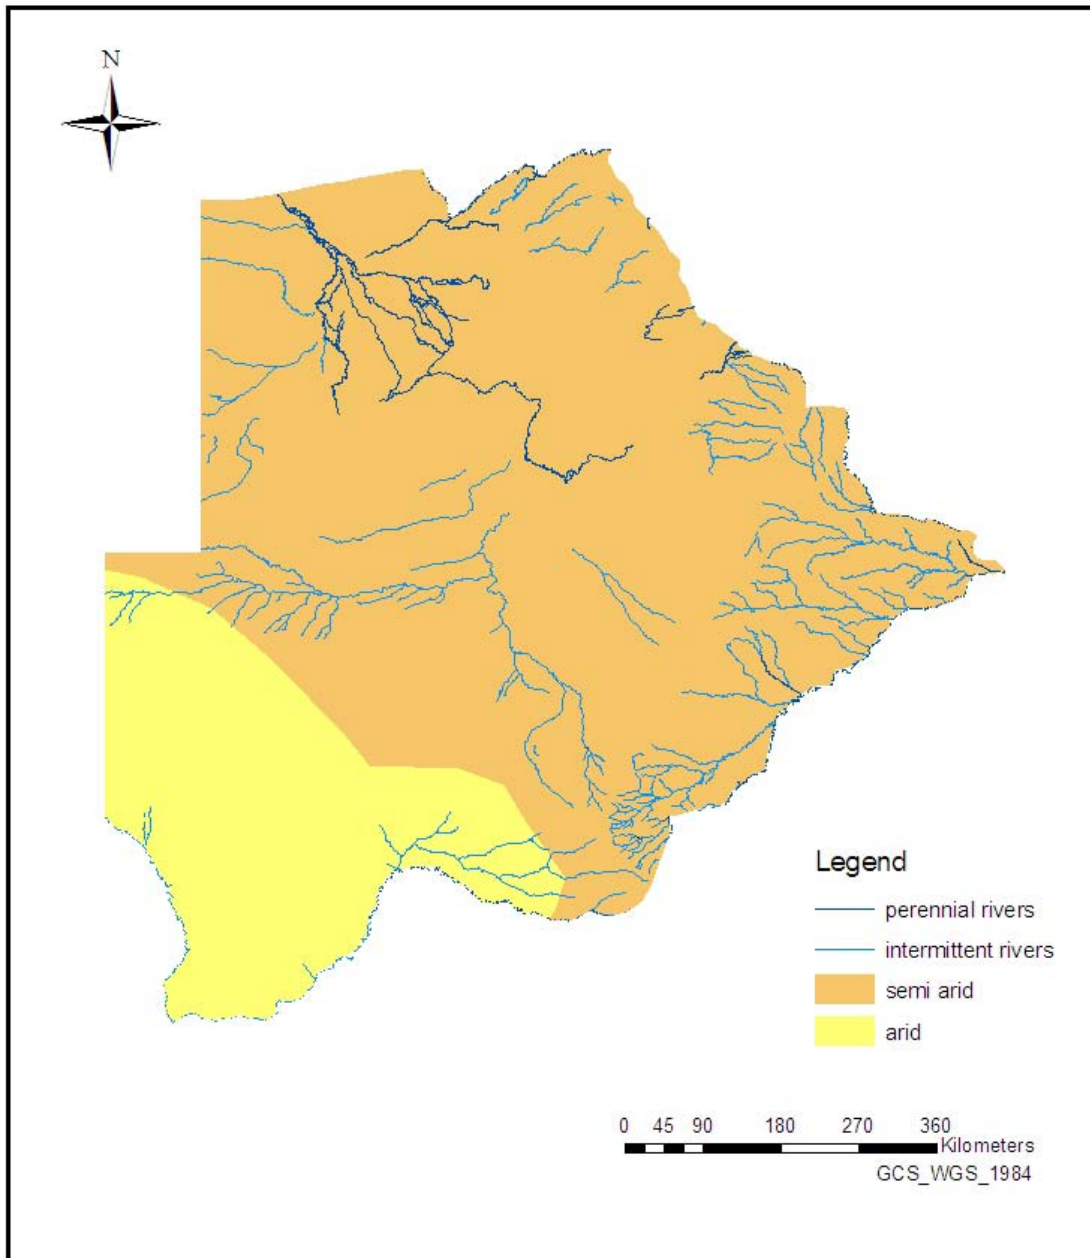 N
Legend
perennial rivers
intermittent rivers
semi arid
arid
0 45 90 180 270 360
Kilometers
GCS_WGS_1984